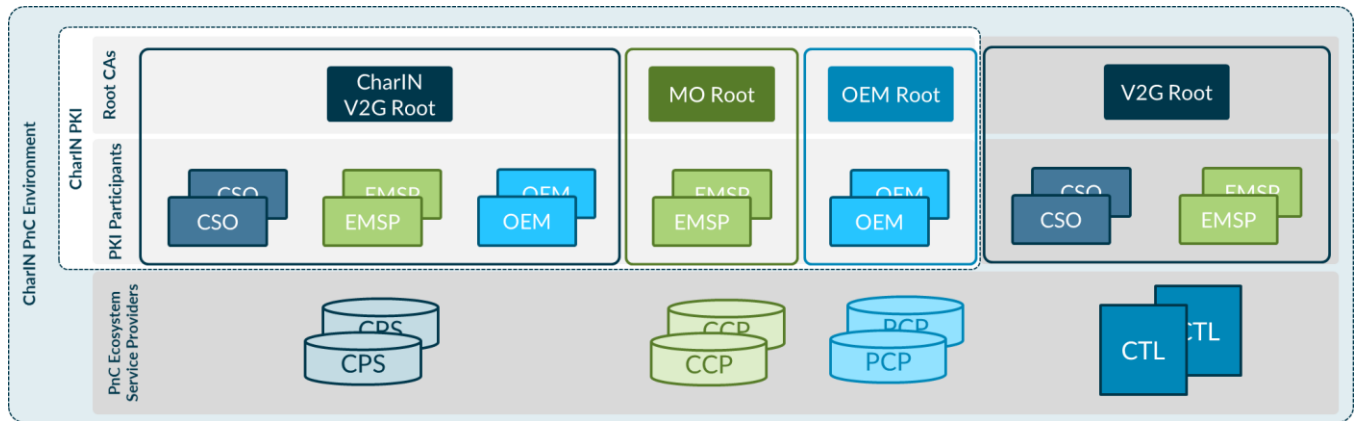 CharIN PnC Environment
CharIN PKI
Root CAs
CharIN
V2G Root
MO Root
OEM Root
V2G Root
PKI Participants
CSO
CSO
EMSP
EMSP
OEM
OEM
EMSP
EMSP
OEM
OEM
CSO
CSO
EMSP
EMSP
PnC Ecosystem
Service Providers
CPS
CPS
CCP
CCP
PCP
PCP
CTL
CTL